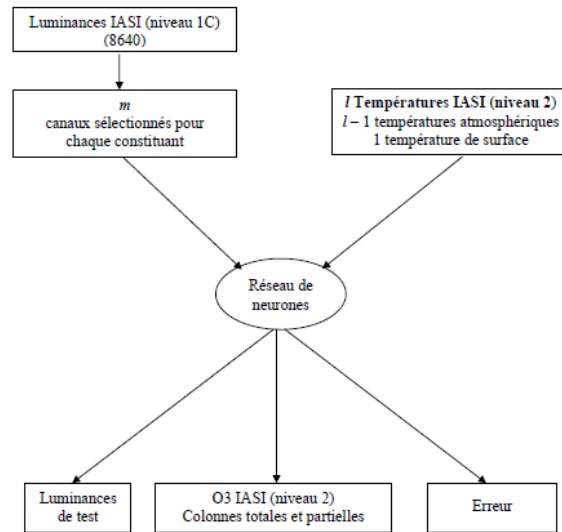 Luminances IASI (niveau 1C)
(8640)
m
canaux sélectionnés pour
chaque constituant
l Températures IASI (niveau 2)
l – 1 températures atmosphériques
1 température de surface
Réseau de
neurones
Luminances
de test
O3 IASI (niveau 2)
Colonnes totales et partielles
Erreur